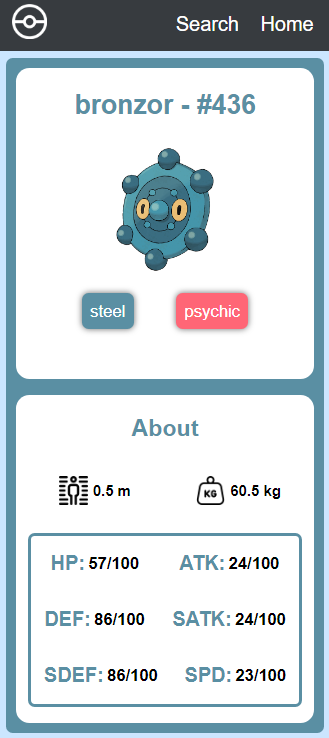 Search Home
bronzor - #436
steel psychic
About
0.5 m KG 60.5 kg
HP: 57/100 ATK: 24/100
DEF: 86/100 SATK: 24/100
SDEF: 86/100 SPD: 23/100